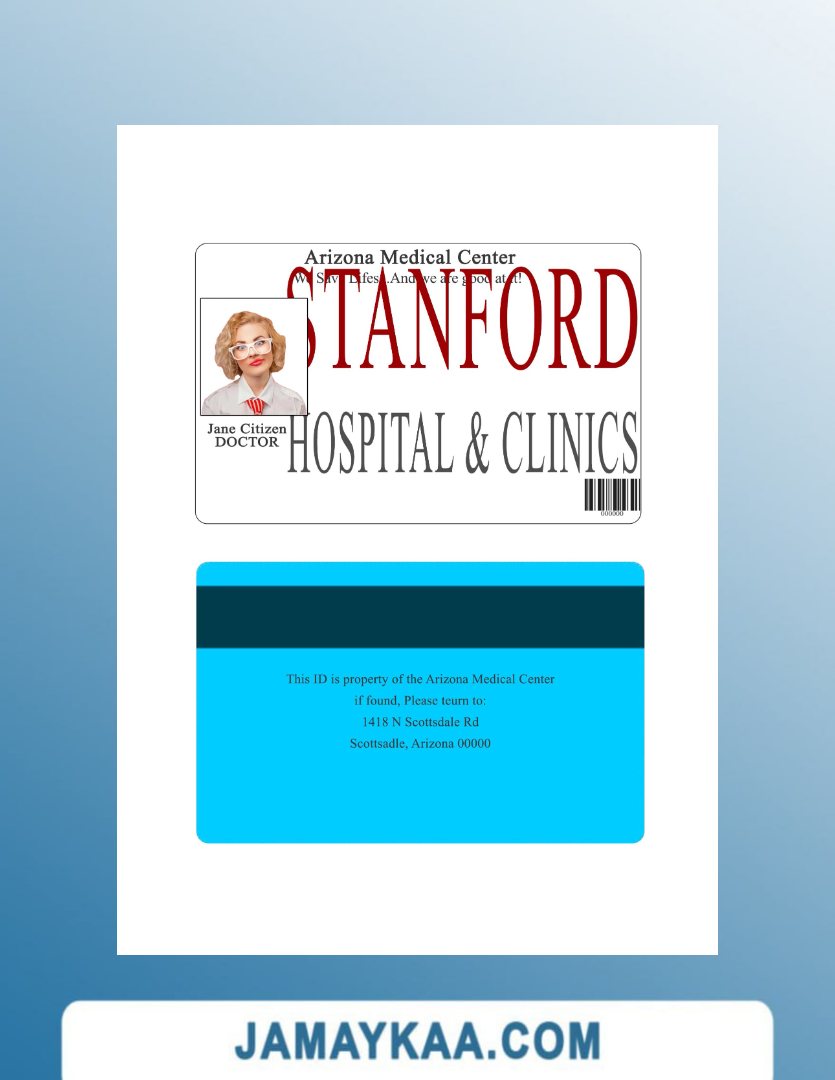 Arizona Medical Center
We Save Lifes...And we are good at it!
STANFORD
Jane Citizen
DOCTOR
HOSPITAL & CLINICS
000000
This ID is property of the Arizona Medical Center
if found, Please teurn to:
1418 N Scottsdale Rd
Scottsadle, Arizona 00000
JAMAYKAA.COM